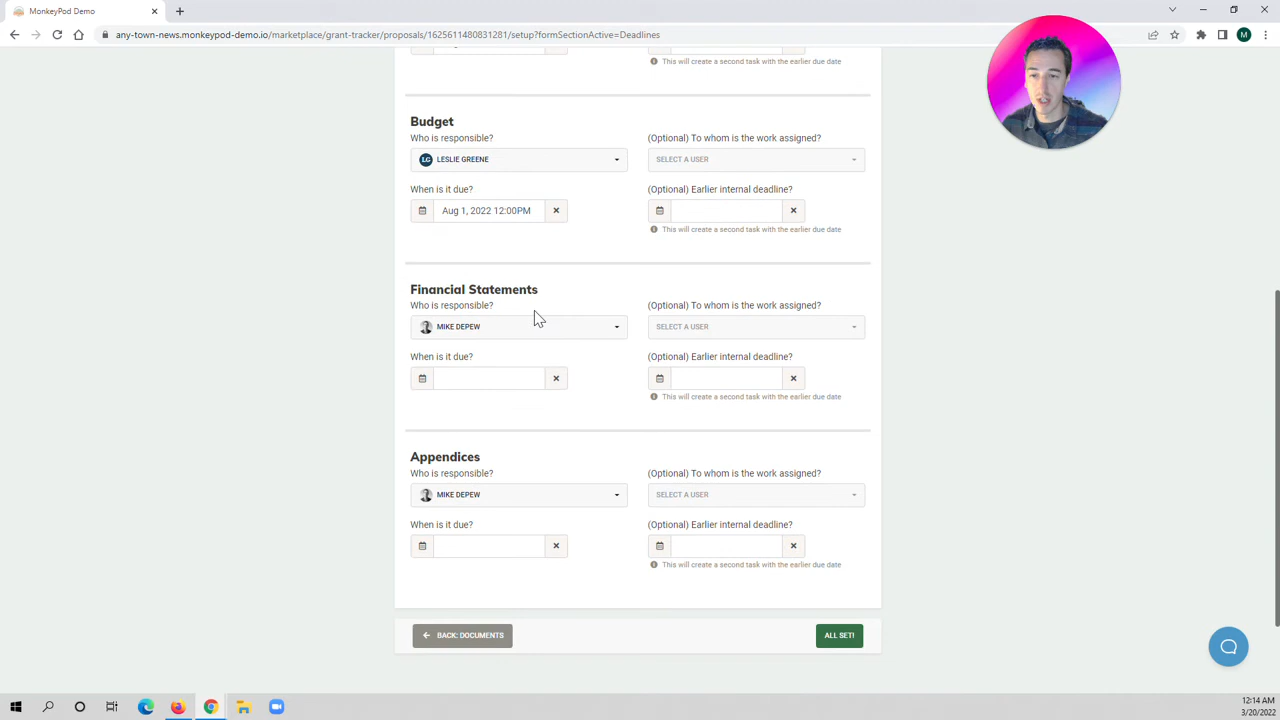 MonkeyPod Demo
any-town-news.monkeypod-demo.io/marketplace/grant-tracker/proposals/1625611480831281/setup?formSectionActive=Deadlines
M
This will create a second task with the earlier due date
Budget
Who is responsible?
(Optional) To whom is the work assigned?
LG LESLIE GREENE
SELECT A USER
When is it due?
(Optional) Earlier internal deadline?
Aug 1, 2022 12:00PM
This will create a second task with the earlier due date
Financial Statements
Who is responsible?
(Optional) To whom is the work assigned?
MIKE DEPEW
SELECT A USER
When is it due?
(Optional) Earlier internal deadline?
This will create a second task with the earlier due date
Appendices
Who is responsible?
(Optional) To whom is the work assigned?
MIKE DEPEW
SELECT A USER
When is it due?
(Optional) Earlier internal deadline?
This will create a second task with the earlier due date
BACK: DOCUMENTS
ALL SET!
12:14 AM
3/20/2022